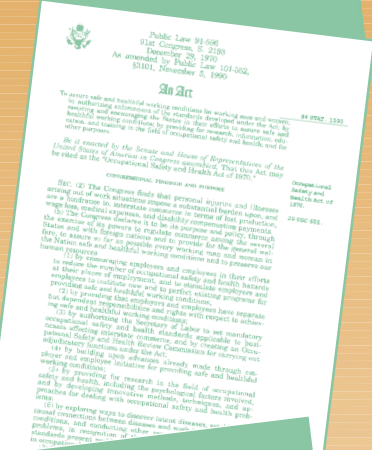 Public Law 91-596
91st Congress, S. 2193
December 29, 1970
As amended by Public Law 101-552,
§3101, November 5, 1990
An Act
84 STAT. 1590
To assure safe and healthful working conditions for working men and women;
by authorizing enforcement of the standards developed under the Act; by
assisting and encouraging the States in their efforts to assure safe and
healthful working conditions; by providing for research, information, edu-
cation, and training in the field of occupational safety and health; and for
other purposes.
Be it enacted by the Senate and House of Representatives of the
United States of America in Congress assembled, That this Act may
be cited as the "Occupational Safety and Health Act of 1970."
Occupational
Safety and
Health Act of
1970.
CONGRESSIONAL FINDINGS AND PURPOSE
SEC. (2) The Congress finds that personal injuries and illnesses
arising out of work situations impose a substantial burden upon, and
are a hindrance to, interstate commerce in terms of lost production,
wage loss, medical expenses, and disability compensation payments.
29 USC 651.
(b) The Congress declares it to be its purpose and policy, through
the exercise of its powers to regulate commerce among the several
States and with foreign nations and to provide for the general wel-
fare, to assure so far as possible every working man and woman in
the Nation safe and healthful working conditions and to preserve our
human resources
(1) by encouraging employers and employees in their efforts
to reduce the number of occupational safety and health hazards
at their places of employment, and to stimulate employers and
employees to institute new and to perfect existing programs for
providing safe and healthful working conditions;
(2) by providing that employers and employees have separate
but dependent responsibilities and rights with respect to achiev-
ing safe and healthful working conditions;
(3) by authorizing the Secretary of Labor to set mandatory
occupational safety and health standards applicable to busi-
nesses affecting interstate commerce, and by creating an Occu-
pational Safety and Health Review Commission for carrying out
adjudicatory functions under the Act;
(4) by building upon advances already made through em-
ployer and employee initiative for providing safe and healthful
working conditions;
(5) by providing for research in the field of occupational
safety and health, including the psychological factors involved,
and by developing innovative methods, techniques, and ap-
proaches for dealing with occupational safety and health prob-
lems;
(6) by exploring ways to discover latent diseases,
causal connections between diseases and work
conditions, and conducting other
problems, in recognition of
standards present
in occupation